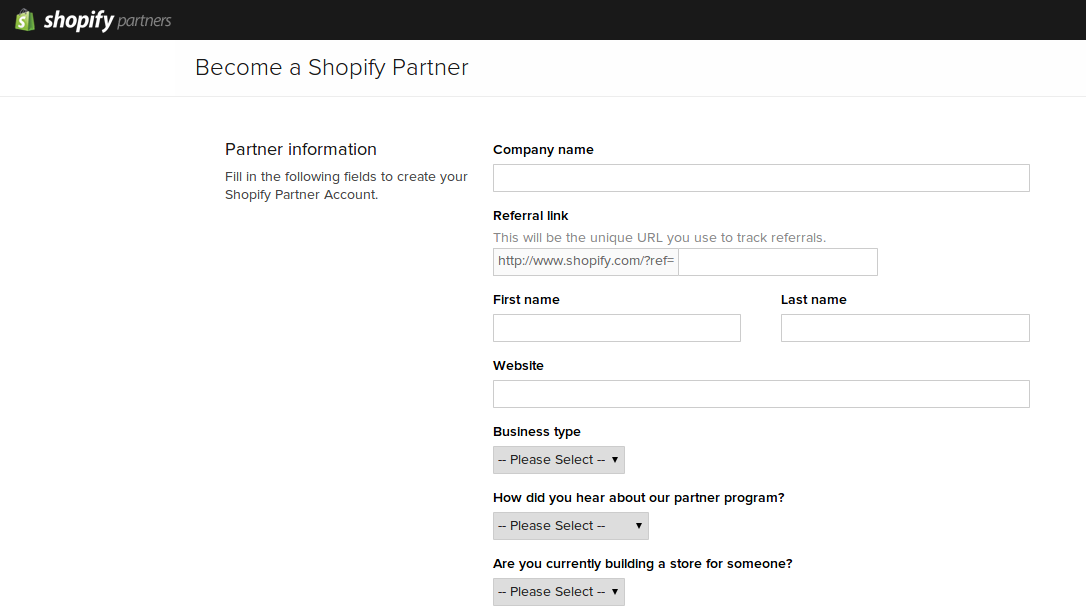 shopify partners
Become a Shopify Partner
Partner information
Fill in the following fields to create your
Shopify Partner Account.
Company name
Referral link
This will be the unique URL you use to track referrals.
http://www.shopify.com/?ref=
First name
Last name
Website
Business type
-- Please Select --
How did you hear about our partner program?
-- Please Select --
Are you currently building a store for someone?
-- Please Select --